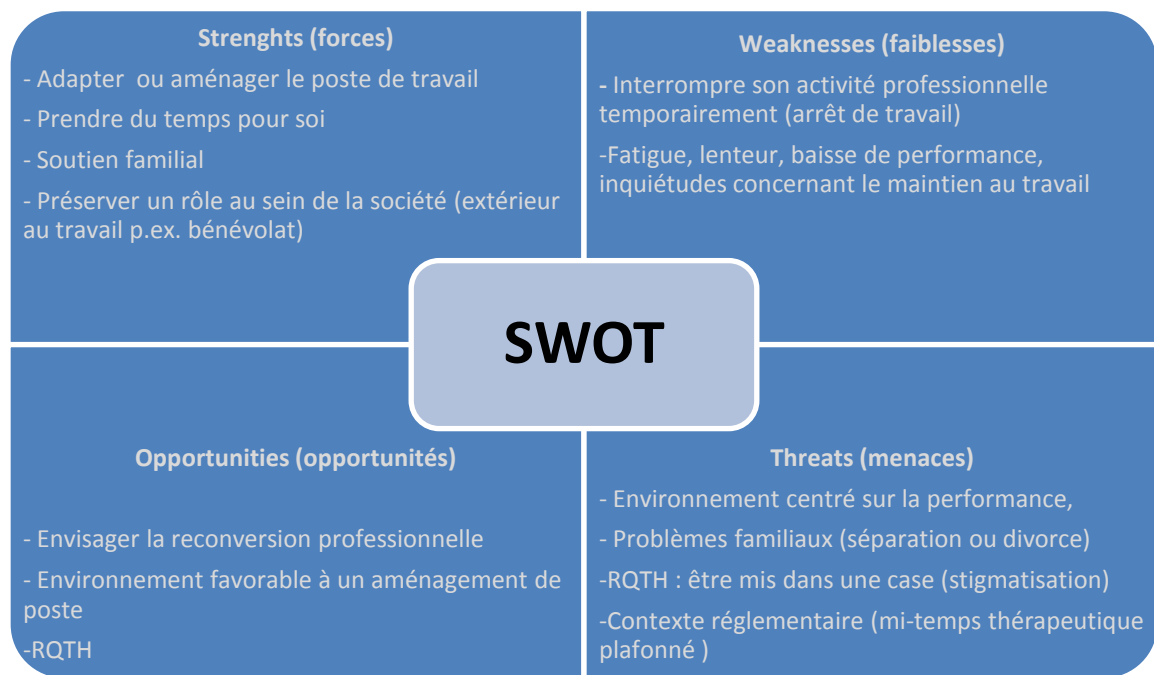 Strenghts (forces)
- Adapter ou aménager le poste de travail
- Prendre du temps pour soi
- Soutien familial
- Préserver un rôle au sein de la société (extérieur
au travail p.ex. bénévolat)
Weaknesses (faiblesses)
- Interrompre son activité professionnelle
temporairement (arrêt de travail)
-Fatigue, lenteur, baisse de performance,
inquiétudes concernant le maintien au travail
SWOT
Opportunities (opportunités)
- Envisager la reconversion professionnelle
- Environnement favorable à un aménagement de
poste
-RQTH
Threats (menaces)
- Environnement centré sur la performance,
- Problèmes familiaux (séparation ou divorce)
-RQTH : être mis dans une case (stigmatisation)
-Contexte réglementaire (mi-temps thérapeutique
plafonné )